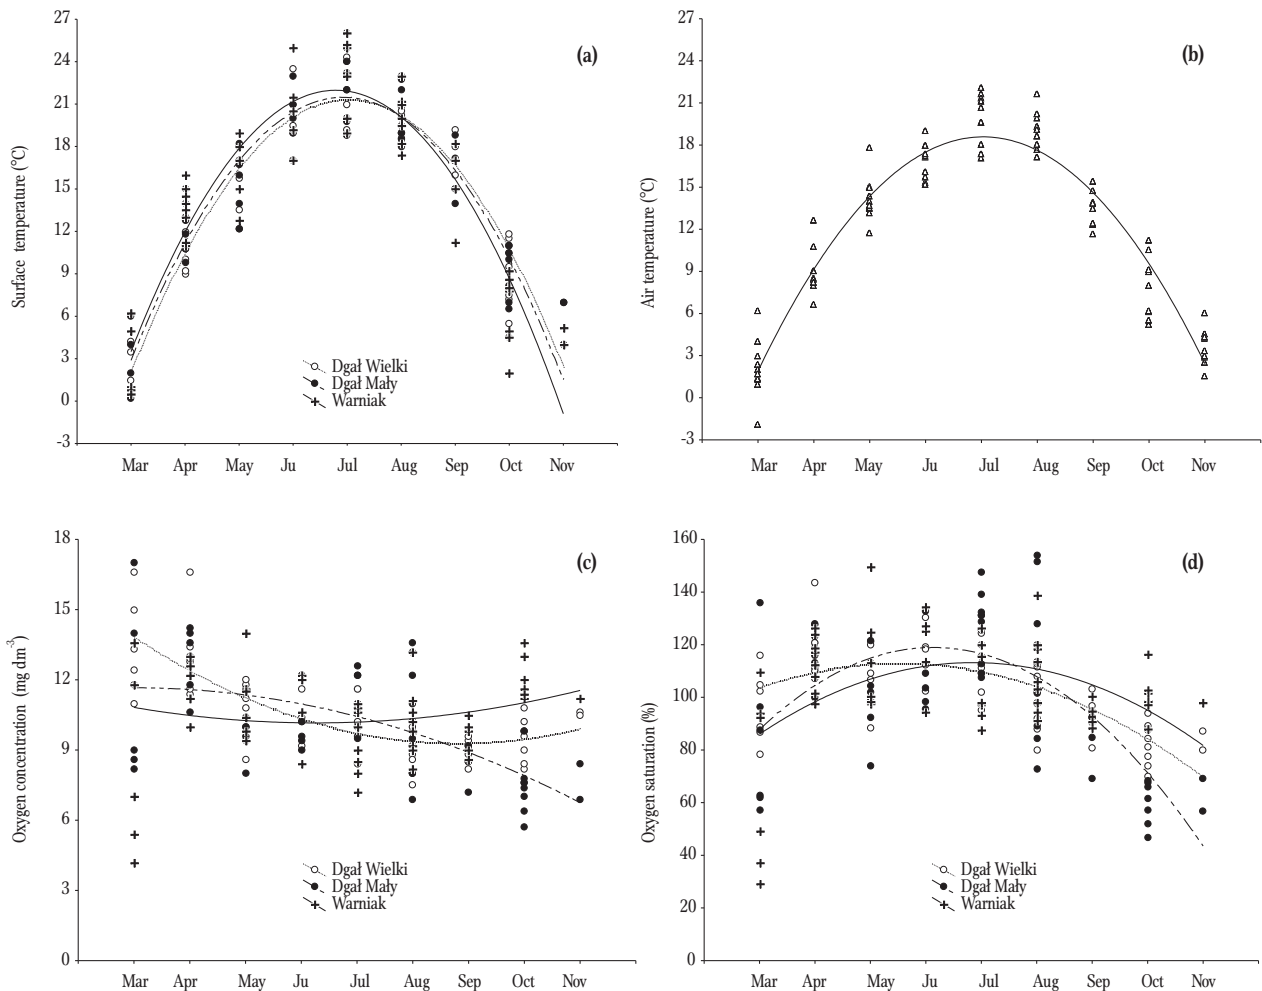 27
24
21
18
15
12
9
6
3
0
-3
Surface temperature (°C)
(a)
Dgał Wielki
Dgał Mały
Warniak
Mar Apr May Ju Jul Aug Sep Oct Nov
27
24
21
18
15
12
9
6
3
0
-3
Air temperature (°C)
(b)
Mar Apr May Ju Jul Aug Sep Oct Nov
18
15
12
9
6
3
0
Oxygen concentration (mg dm-3)
(c)
Dgał Wielki
Dgał Mały
Warniak
Mar Apr May Ju Jul Aug Sep Oct Nov
160
140
120
100
80
60
40
20
0
Oxygen saturation (%)
(d)
Dgał Wielki
Dgał Mały
Warniak
Mar Apr May Ju Jul Aug Sep Oct Nov